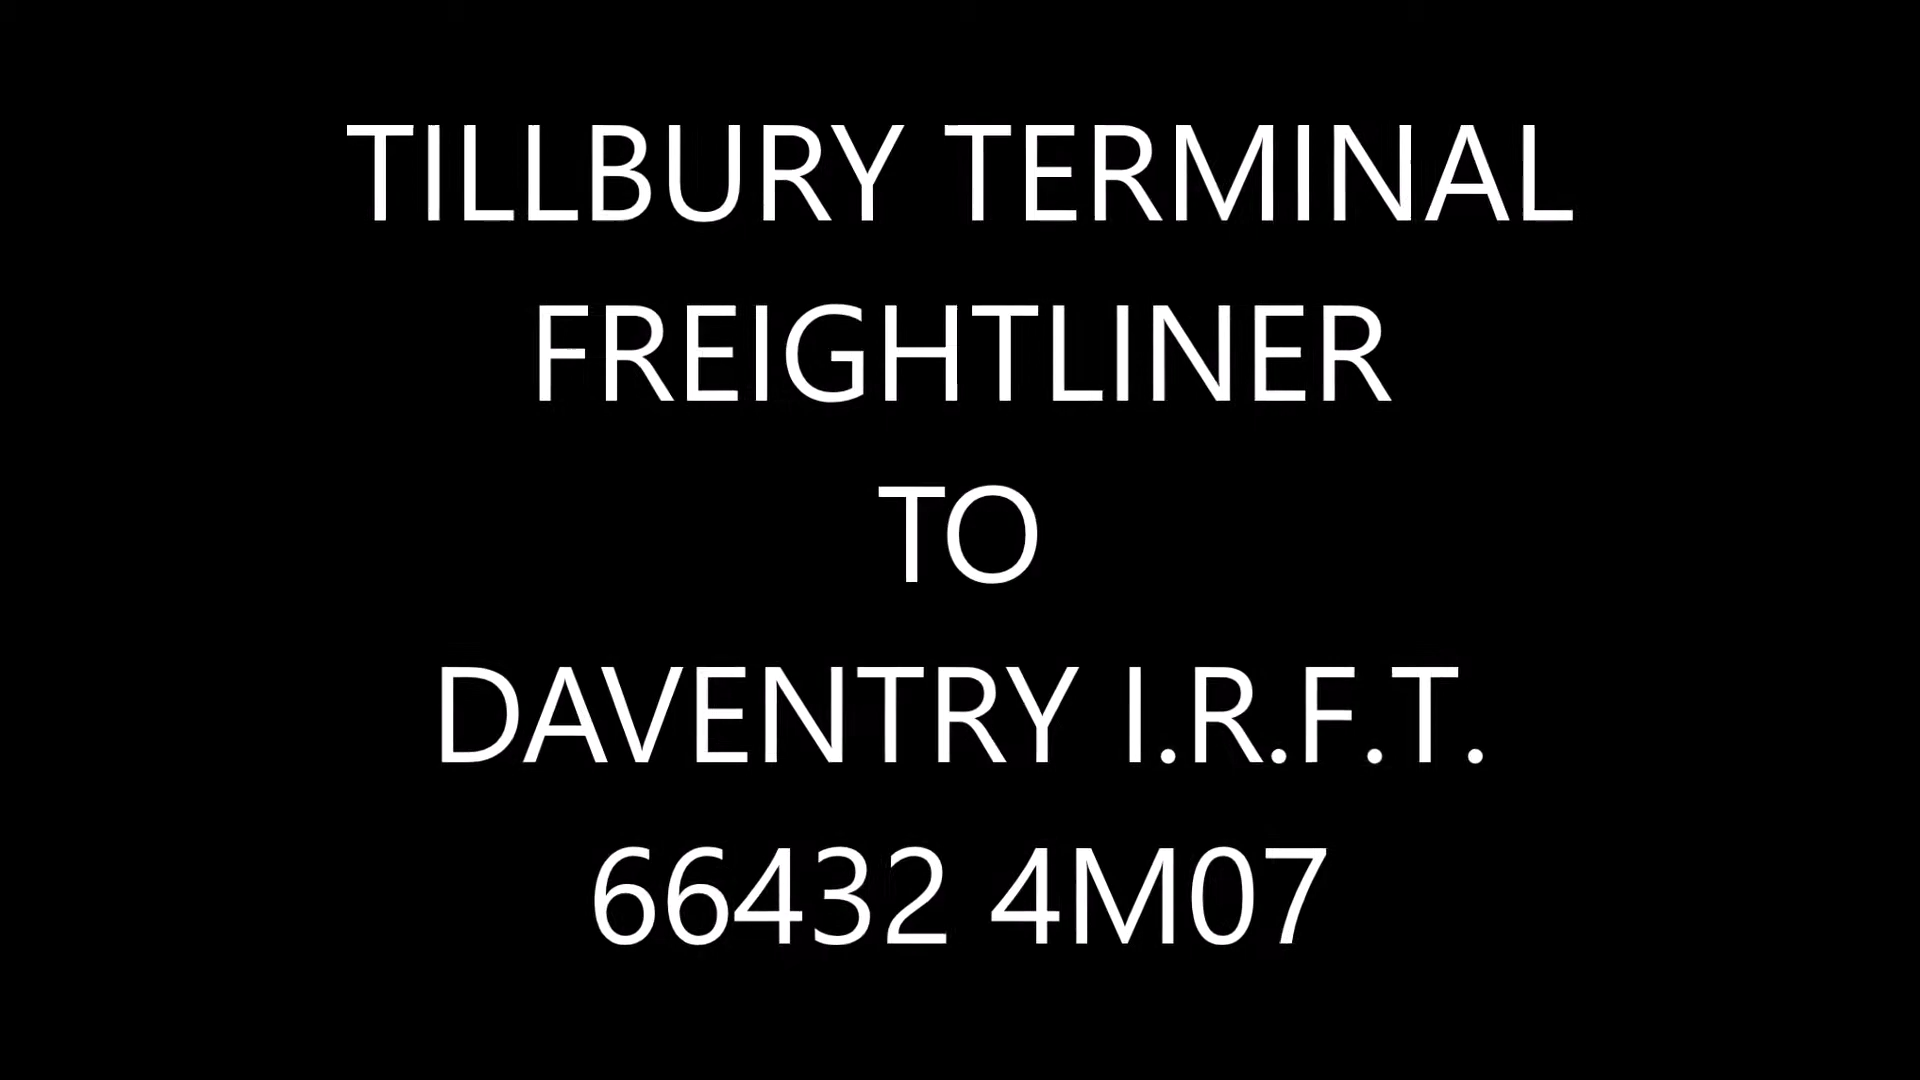 TILLBURY TERMINAL
FREIGHTLINER
TO
DAVENTRY I.R.F.T.
66432 4M07